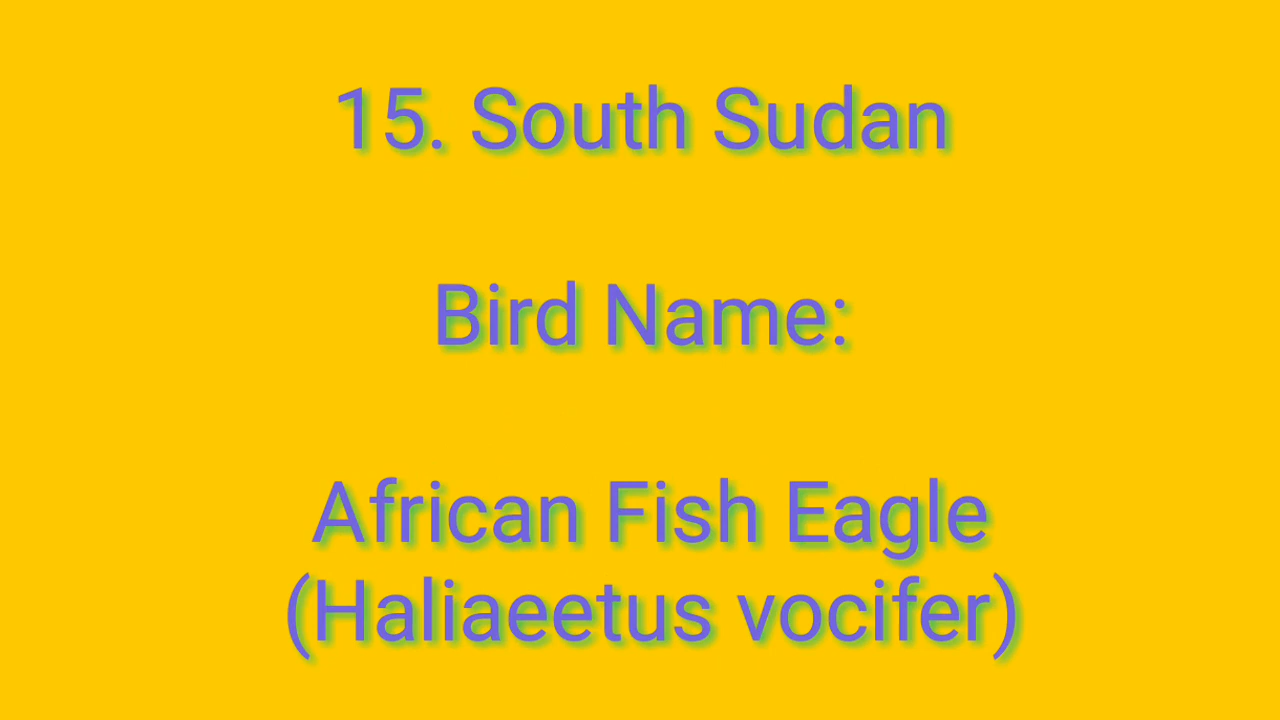 15. South Sudan
Bird Name:
African Fish Eagle
(Haliaeetus vocifer)